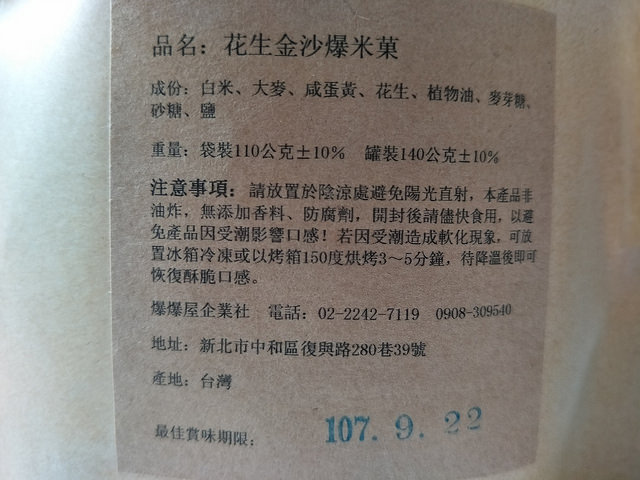 品名：花生金沙爆米菓
成份：白米、大麥、咸蛋黃、花生、植物油、麥芽糖、
砂糖、鹽
重量：袋裝110公克±10%　罐裝140公克±10%
注意事項：請放置於陰涼處避免陽光直射，本產品非
油炸，無添加香料、防腐劑，開封後請儘快食用，以避
免產品因受潮影響口感！若因受潮造成軟化現象，可放
置冰箱冷凍或以烤箱150度烘烤3～5分鐘，待降溫後即可
恢復酥脆口感。
爆爆屋企業社　電話：02-2242-7119　0908-309540
地址：新北市中和區復興路280巷39號
產地：台灣
最佳賞味期限：　107. 9. 22